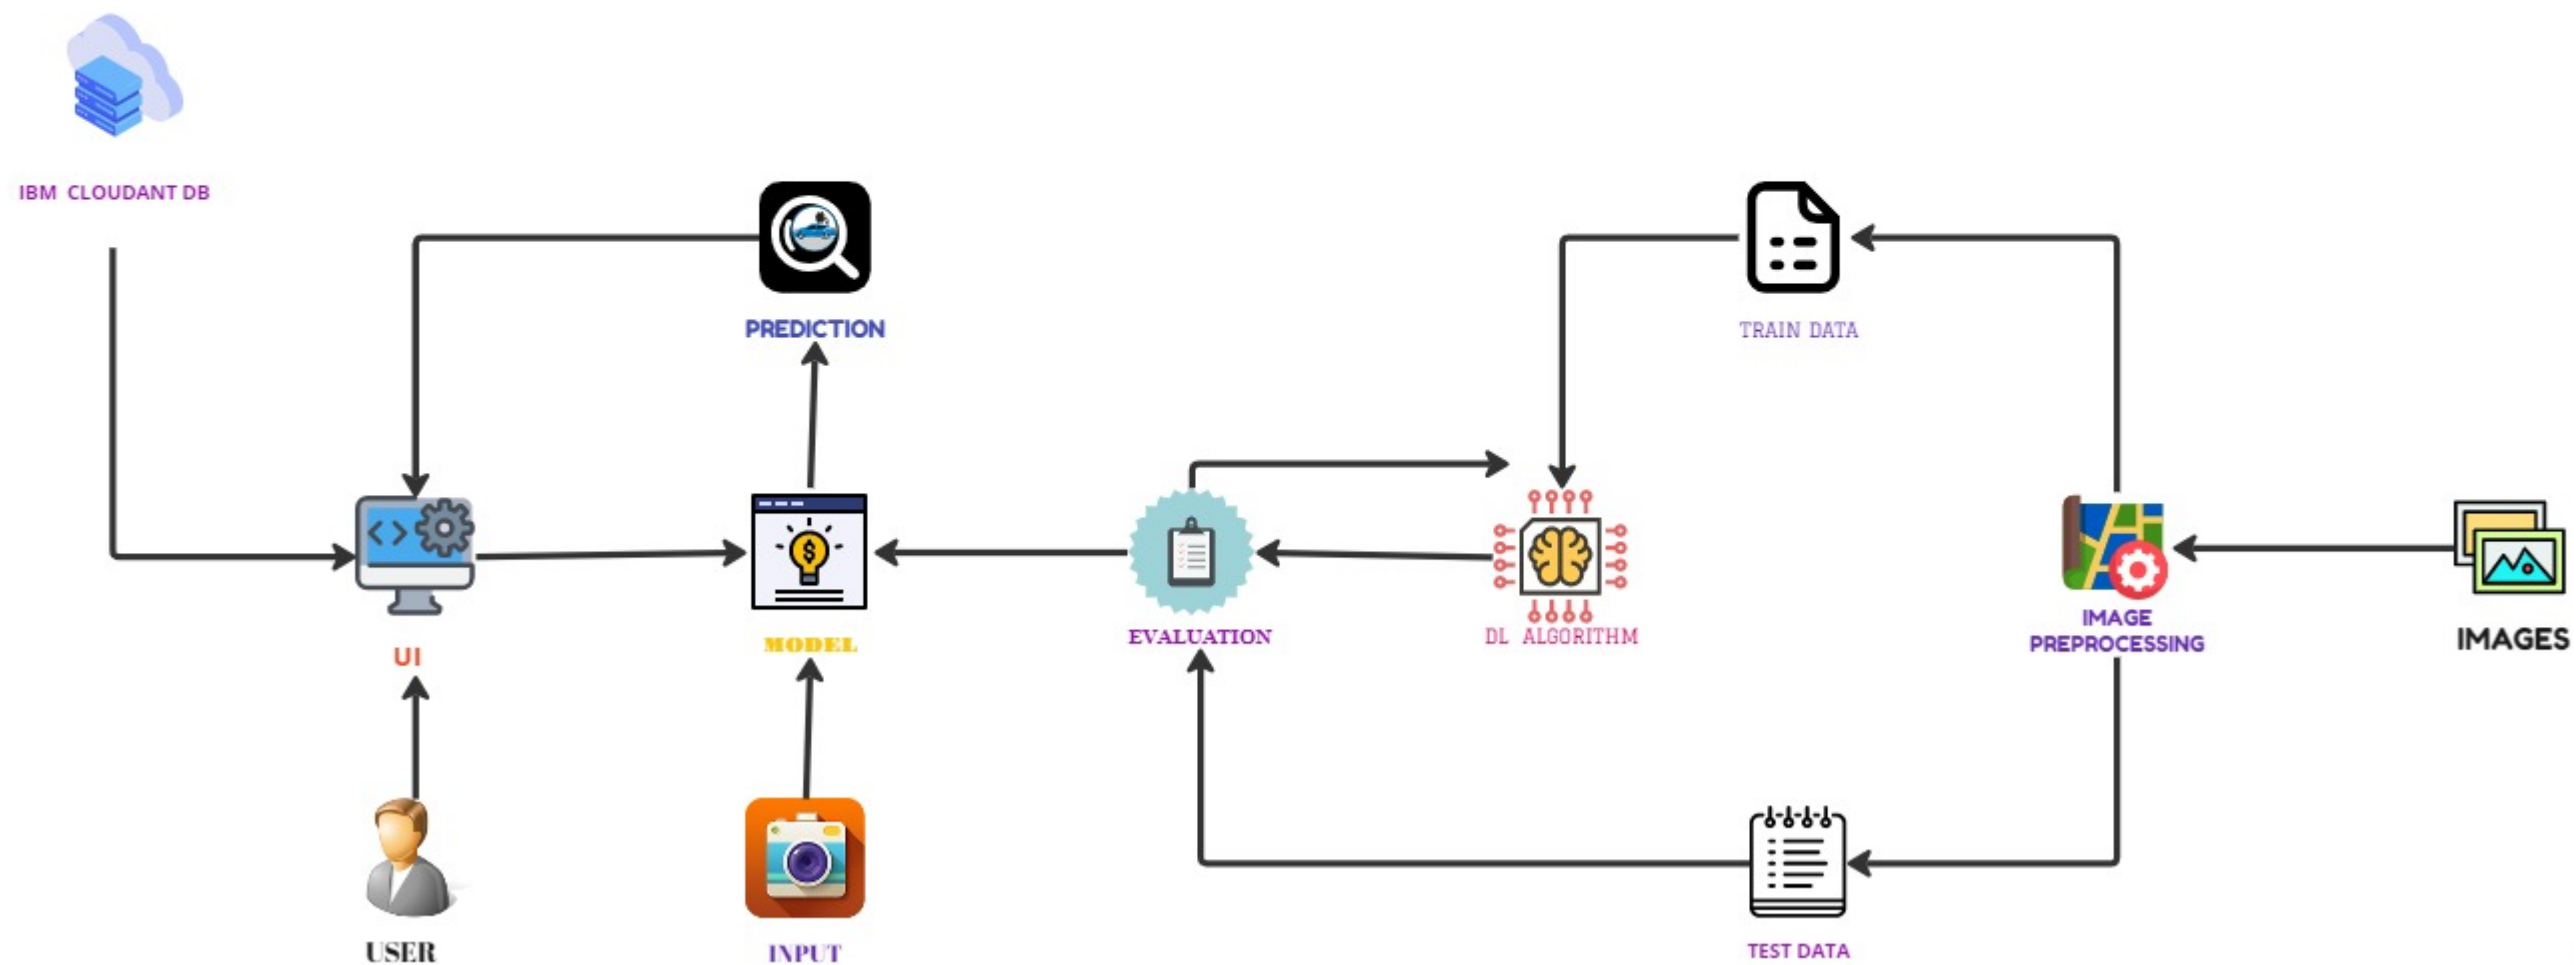 IBM CLOUDANT DB
PREDICTION
TRAIN DATA
UI
MODEL
EVALUATION
DL ALGORITHM
IMAGE
PREPROCESSING
IMAGES
USER
INPUT
TEST DATA